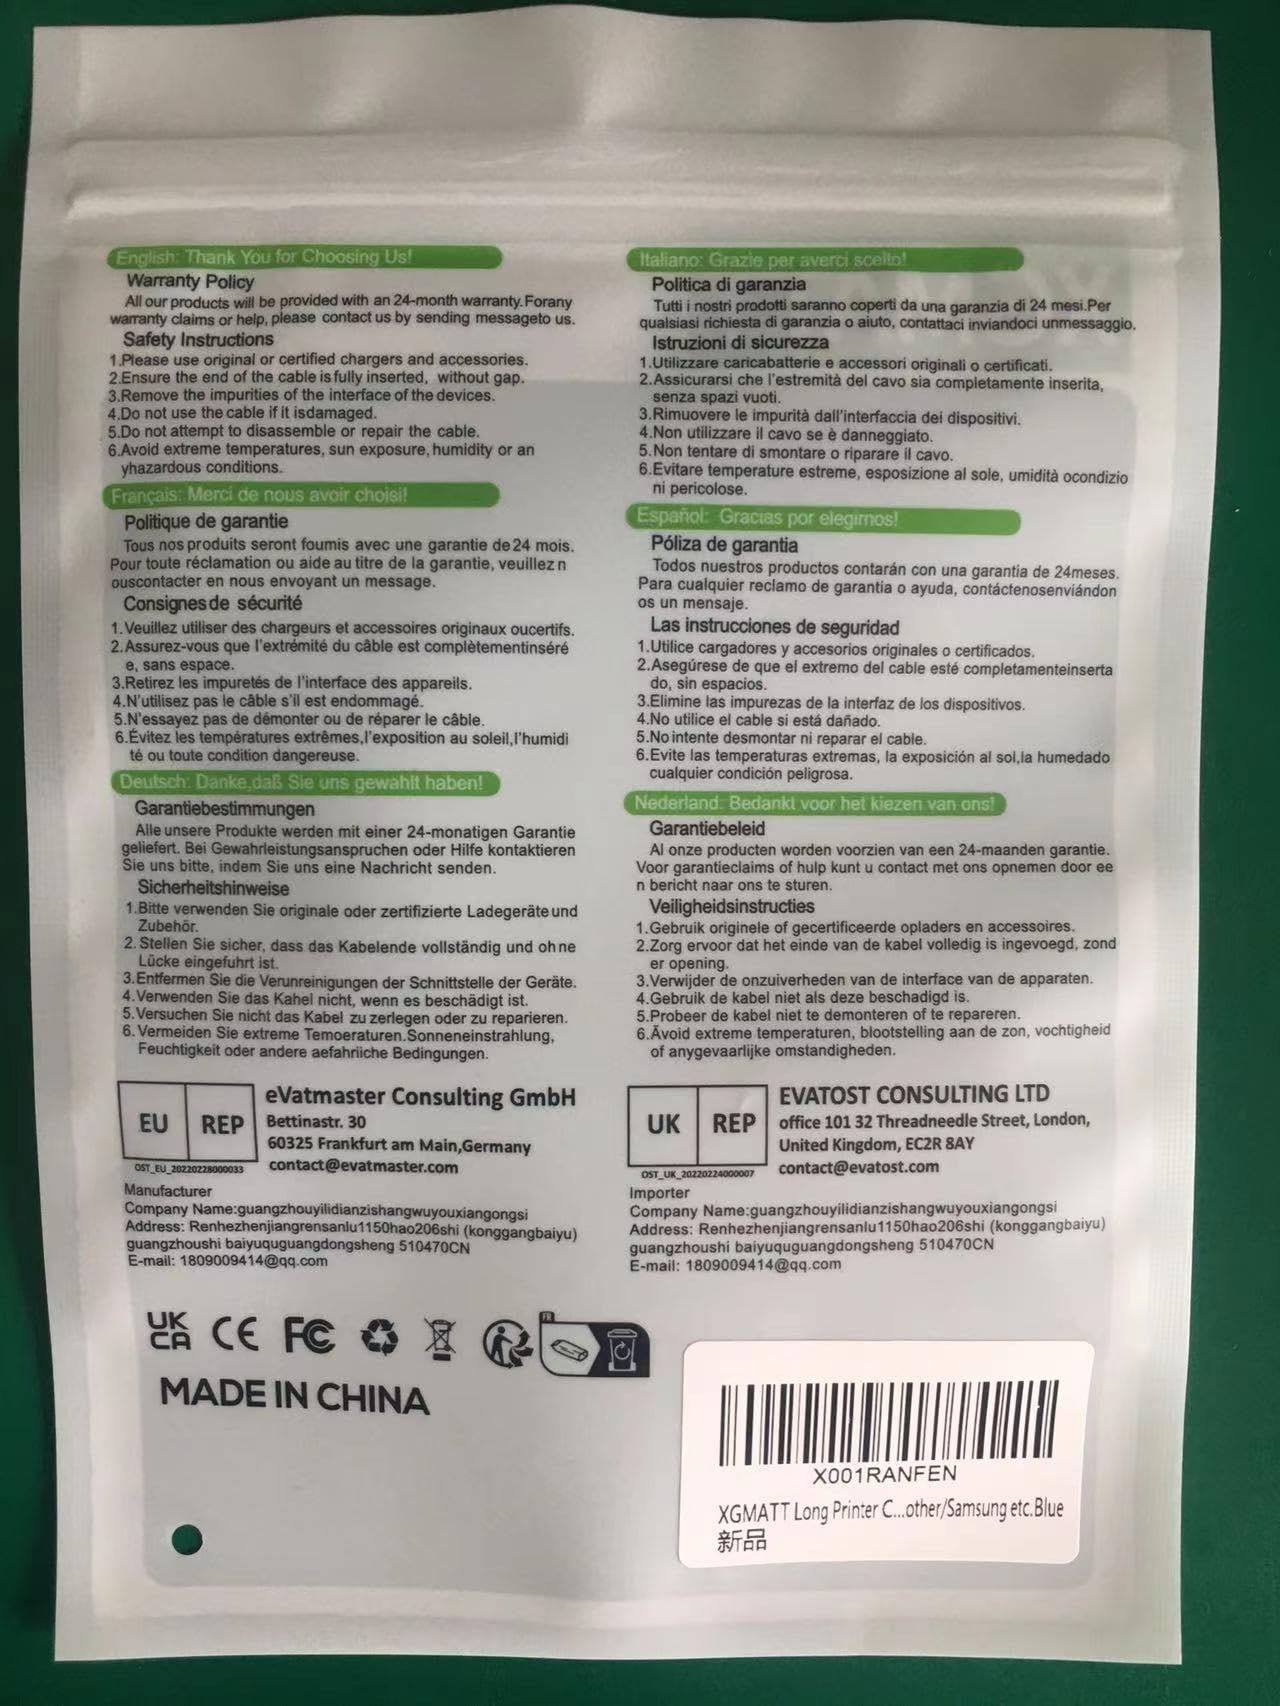 English: Thank You for Choosing Us!
Warranty Policy
All our products will be provided with an 24-month warranty.Forany
warranty claims or help, please contact us by sending messageto us.
Safety Instructions
1.Please use original or certified chargers and accessories.
2.Ensure the end of the cable is fully inserted, without gap.
3.Remove the impurities of the interface of the devices.
4.Do not use the cable if it isdamaged.
5.Do not attempt to disassemble or repair the cable.
6.Avoid extreme temperatures, sun exposure, humidity or an
yhazardous conditions.
Français: Merci de nous avoir choisi!
Politique de garantie
Tous nos produits seront foumis avec une garantie de 24 mois.
Pour toute réclamation ou aide au titre de la garantie, veuillez n
ouscontacter en nous envoyant un message.
Consignes de sécurité
1.Veuillez utiliser des chargeurs et accessoires originaux oucertifs.
2.Assurez-vous que l'extrémité du câble est complètementinséré
e, sans espace.
3.Retirez les impuretés de l'interface des appareils.
4.N'utilisez pas le câble s'il est endommagé.
5.N'essayez pas de démonter ou de réparer le câble.
6.Évitez les températures extrêmes,l'exposition au soleil,l'humidi
té ou toute condition dangereuse.
Deutsch: Danke,daß Sie uns gewahlt haben!
Garantiebestimmungen
Alle unsere Produkte werden mit einer 24-monatigen Garantie
geliefert. Bei Gewahrleistungsanspruchen oder Hilfe kontaktieren
Sie uns bitte, indem Sie uns eine Nachricht senden.
Sicherheitshinweise
1.Bitte verwenden Sie originale oder zertifizierte Ladegeräte und
Zubehör.
2. Stellen Sie sicher, dass das Kabelende vollständig und ohne
Lücke eingefuhrt ist.
3.Entfermen Sie die Verunreinigungen der Schnittstelle der Geräte.
4.Verwenden Sie das Kahel nicht, wenn es beschädigt ist.
5.Versuchen Sie nicht das Kabel zu zerlegen oder zu reparieren.
6.Vermeiden Sie extreme Temoeraturen.Sonneneinstrahlung,
Feuchtigkeit oder andere aefahriiche Bedingungen.
EU REP
eVatmaster Consulting GmbH
Bettinastr. 30
60325 Frankfurt am Main,Germany
contact@evatmaster.com
OST_EU_20220228000033
Manufacturer
Company Name:guangzhouyilidianzishangwuyouxiangongsi
Address: Renhezhenjiangrensanlu1150hao206shi (konggangbaiyu)
guangzhoushi baiyuquguangdongsheng 510470CN
E-mail: 1809009414@qq.com
Italiano: Grazie per averci scelto!
Politica di garanzia
Tutti i nostri prodotti saranno coperti da una garanzia di 24 mesi.Per
qualsiasi richiesta di garanzia o aiuto, contattaci inviandoci unmessaggio.
Istruzioni di sicurezza
1.Utilizzare caricabatterie e accessori originali o certificati.
2.Assicurarsi che l'estremità del cavo sia completamente inserita,
senza spazi vuoti.
3.Rimuovere le impurità dall'interfaccia dei dispositivi.
4.Non utilizzare il cavo se è danneggiato.
5.Non tentare di smontare o riparare il cavo.
6.Evitare temperature estreme, esposizione al sole, umidità ocondizio
ni pericolose.
Español: Gracias por elegirnos!
Póliza de garantia
Todos nuestros productos contarán con una garantia de 24meses.
Para cualquier reclamo de garantia o ayuda, contáctenosenviándon
os un mensaje.
Las instrucciones de seguridad
1.Utilice cargadores y accesorios originales o certificados.
2.Asegúrese de que el extremo del cable esté completamenteinserta
do, sin espacios.
3.Elimine las impurezas de la interfaz de los dispositivos.
4.No utilice el cable si está dañado.
5.No intente desmontar ni reparar el cable.
6.Evite las temperaturas extremas, la exposición al sol,la humedado
cualquier condición peligrosa.
Nederland: Bedankt voor het kiezen van ons!
Garantiebeleid
Al onze producten worden voorzien van een 24-maanden garantie.
Voor garantieclaims of hulp kunt u contact met ons opnemen door ee
n bericht naar ons te sturen.
Veiligheidsinstructies
1.Gebruik originele of gecertificeerde opladers en accessoires.
2.Zorg ervoor dat het einde van de kabel volledig is ingevoegd, zond
er opening.
3.Verwijder de onzuiverheden van de interface van de apparaten.
4.Gebruik de kabel niet als deze beschadigd is.
5.Probeer de kabel niet te demonteren of te repareren.
6.Ävoid extreme temperaturen, blootstelling aan de zon, vochtigheid
of anygevaarlijke omstandigheden.
UK REP
EVATOST CONSULTING LTD
office 101 32 Threadneedle Street, London,
United Kingdom, EC2R 8AY
contact@evatost.com
OST_UK_20220224000007
Importer
Company Name:guangzhouyilidianzishangwuyouxiangongsi
Address: Renhezhenjiangrensanlu1150hao206shi (konggangbaiyu)
guangzhoushi baiyuquguangdongsheng 510470CN
E-mail: 1809009414@qq.com
UK
CA CE FC
MADE IN CHINA
X001RANFEN
XGMATT Long Printer C...other/Samsung etc.Blue
新品